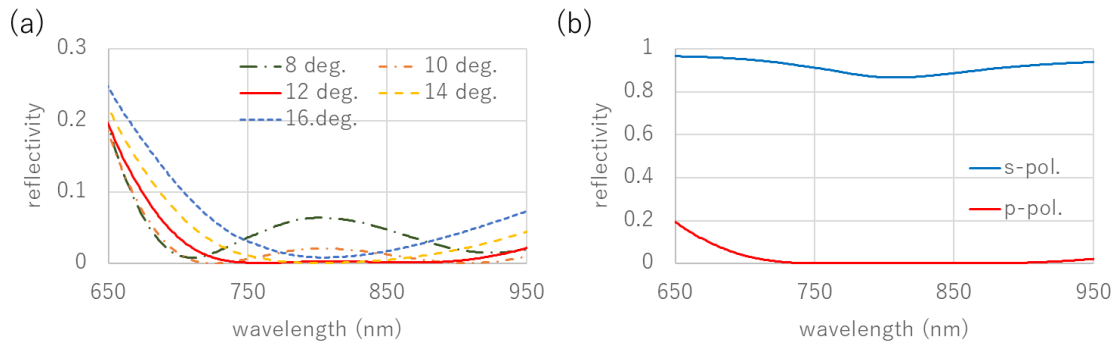 (a)
0.3
0.2
0.1
0
reflectivity
8 deg.
10 deg.
12 deg.
14 deg.
16.deg.
650
750
850
950
wavelength (nm)
(b)
1
0.8
0.6
0.4
0.2
0
reflectivity
s-pol.
p-pol.
650
750
850
950
wavelength (nm)